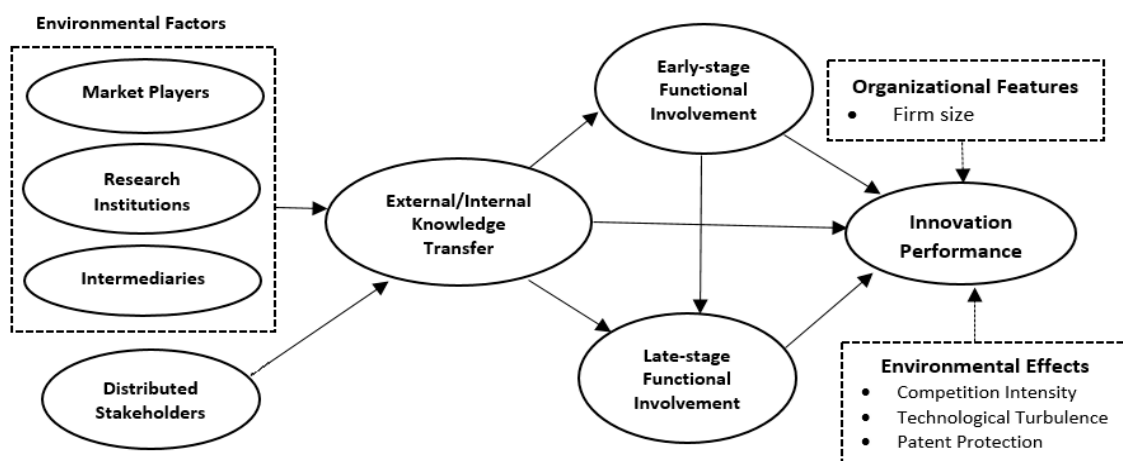 Environmental Factors
Market Players
Research
Institutions
Intermediaries
Distributed
Stakeholders
External/Internal
Knowledge
Transfer
Early-stage
Functional
Involvement
Late-stage
Functional
Involvement
Organizational Features
• Firm size
Innovation
Performance
Environmental Effects
• Competition Intensity
• Technological Turbulence
• Patent Protection